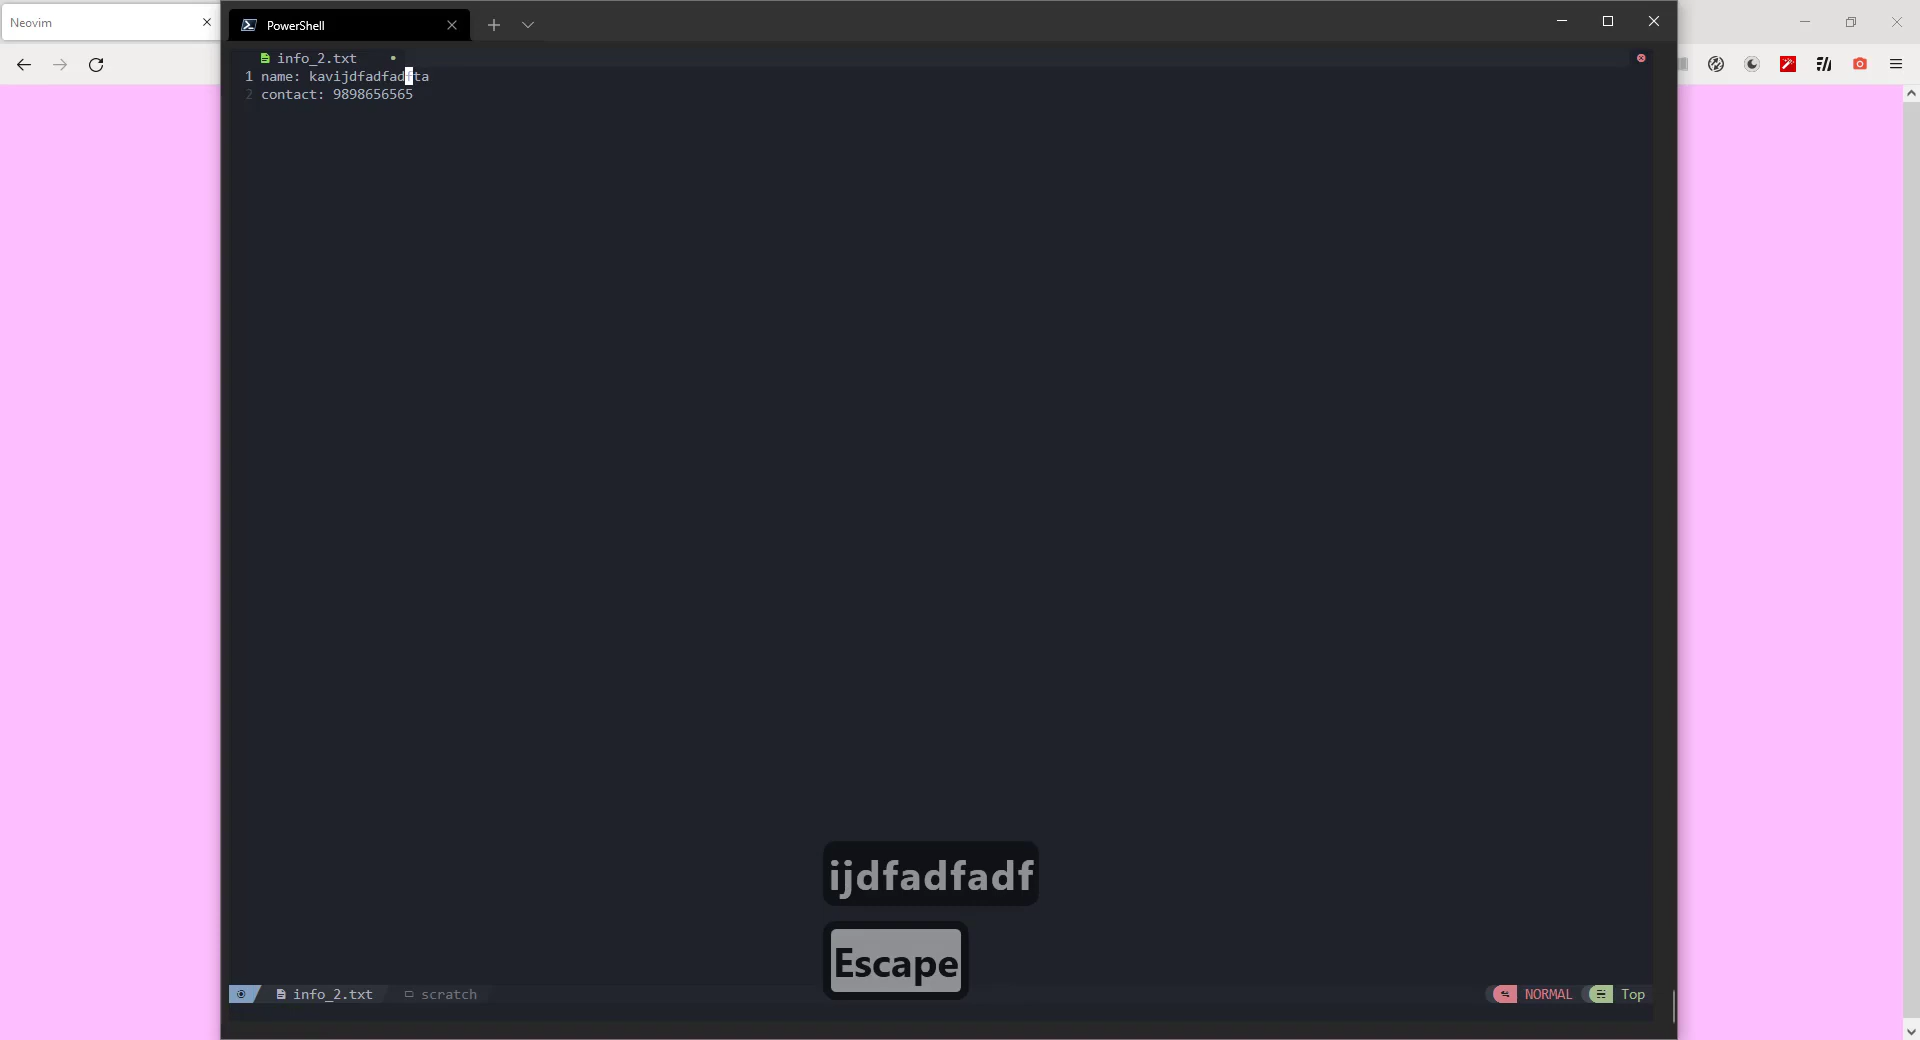 Neovim
PowerShell
info_2.txt
1 name: kavijdfadfadfta
2 contact: 9898656565
ijdfadfadf
Escape
info_2.txt
scratch
NORMAL
Top